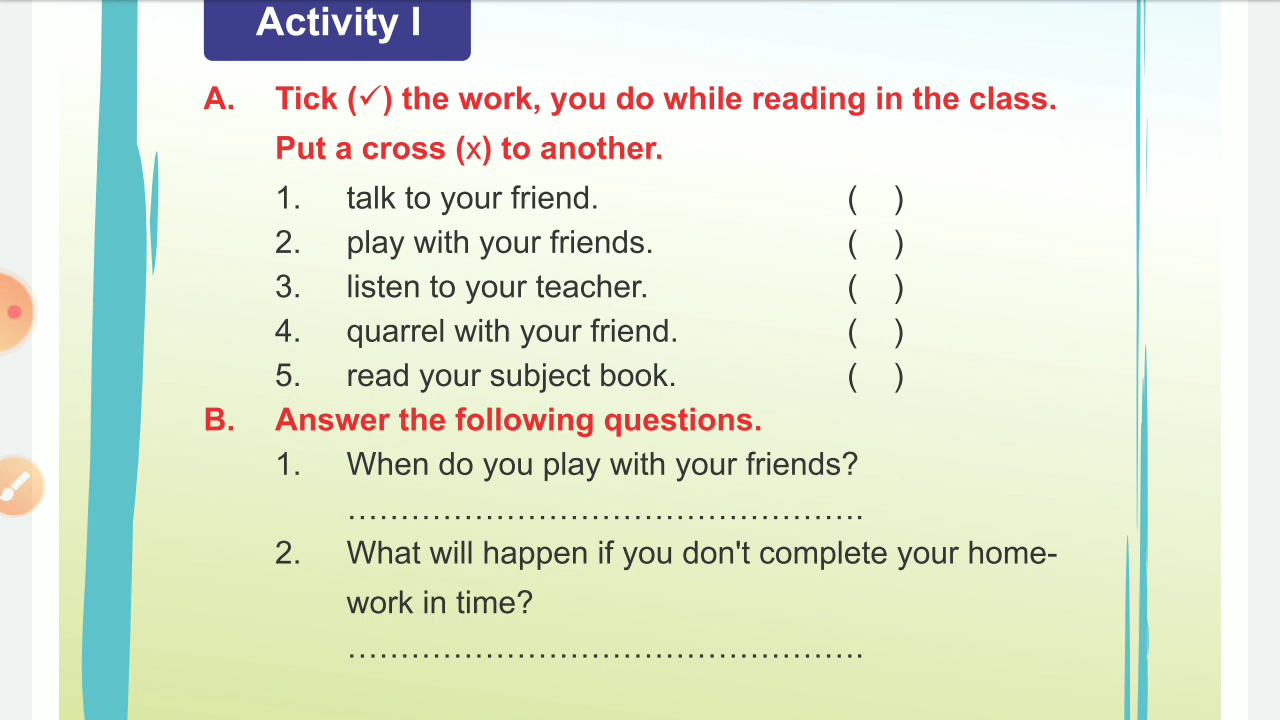 Activity I
A. Tick (✓) the work, you do while reading in the class.
Put a cross (x) to another.
1. talk to your friend. ( )
2. play with your friends. ( )
3. listen to your teacher. ( )
4. quarrel with your friend. ( )
5. read your subject book. ( )
B. Answer the following questions.
1. When do you play with your friends?
……………………………………………….
2. What will happen if you don't complete your home-
work in time?
……………………………………………….